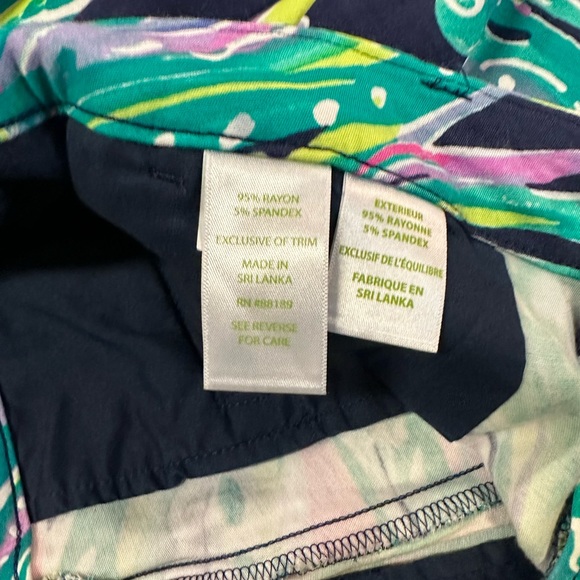 95% RAYON
5% SPANDEX
EXCLUSIVE OF TRIM
MADE IN
SRI LANKA
RN #88189
SEE REVERSE
FOR CARE
EXTERIEUR
95% RAYONNE
5% SPANDEX
EXCLUSIF DE L'ÉQUILIBRE
FABRIQUE EN
SRI LANKA